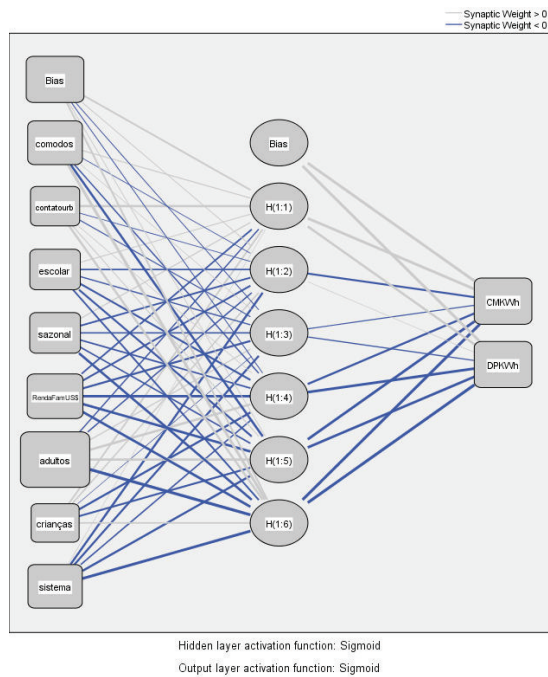 Synaptic Weight > 0
Synaptic Weight < 0
Bias
comodos
contatourb
escolar
sazonal
RendaFamUS$
adultos
crianças
sistema
Bias
H(1:1)
H(1:2)
H(1:3)
H(1:4)
H(1:5)
H(1:6)
CMKWh
DPKWh
Hidden layer activation function: Sigmoid
Output layer activation function: Sigmoid